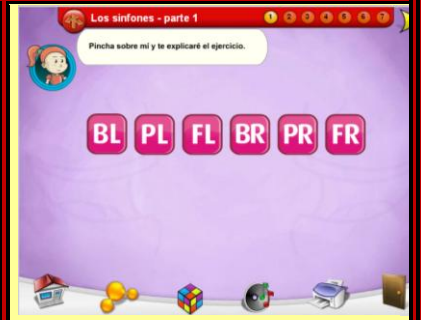 Los sinfones - parte 1
1 2 3 4 5 6 7
Pincha sobre mí y te explicaré el ejercicio.
BL PL FL BR PR FR